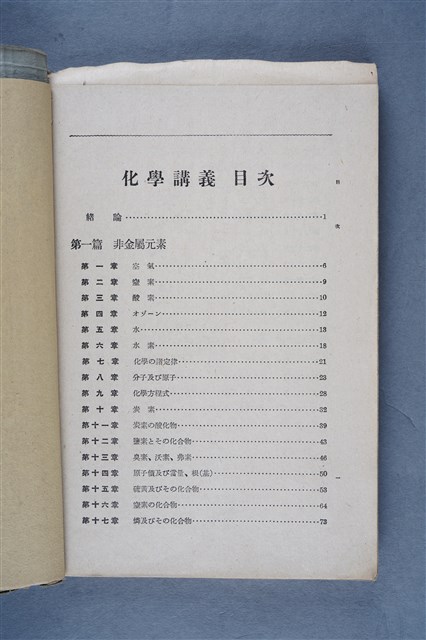 化學講義 目次
緒論 1
第一篇 非金屬元素
第一章 空氣 6
第二章 窒素 9
第三章 酸素 10
第四章 オゾーン 12
第五章 水 13
第六章 水素 18
第七章 化學の諸定律 21
第八章 分子及び原子 23
第九章 化學方程式 28
第十章 炭素 32
第十一章 炭素の酸化物 39
第十二章 鹽素とその化合物 43
第十三章 臭素、沃素、弗素 46
第十四章 原子價及び當量、根(基) 50
第十五章 硫黃及びその化合物 53
第十六章 窒素の化合物 64
第十七章 燐及びその化合物 73
目次